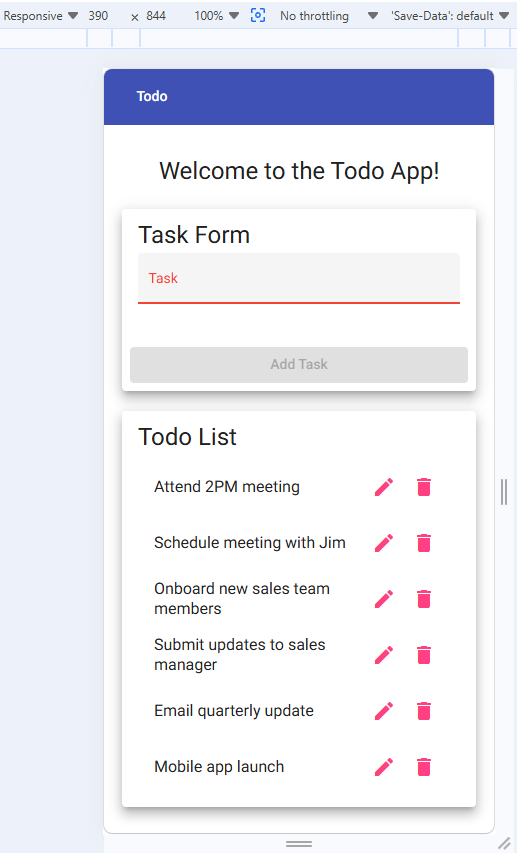 Responsive 390 × 844 100% No throttling 'Save-Data': default
Todo
Welcome to the Todo App!
Task Form
Task
Add Task
Todo List
Attend 2PM meeting
Schedule meeting with Jim
Onboard new sales team
members
Submit updates to sales
manager
Email quarterly update
Mobile app launch